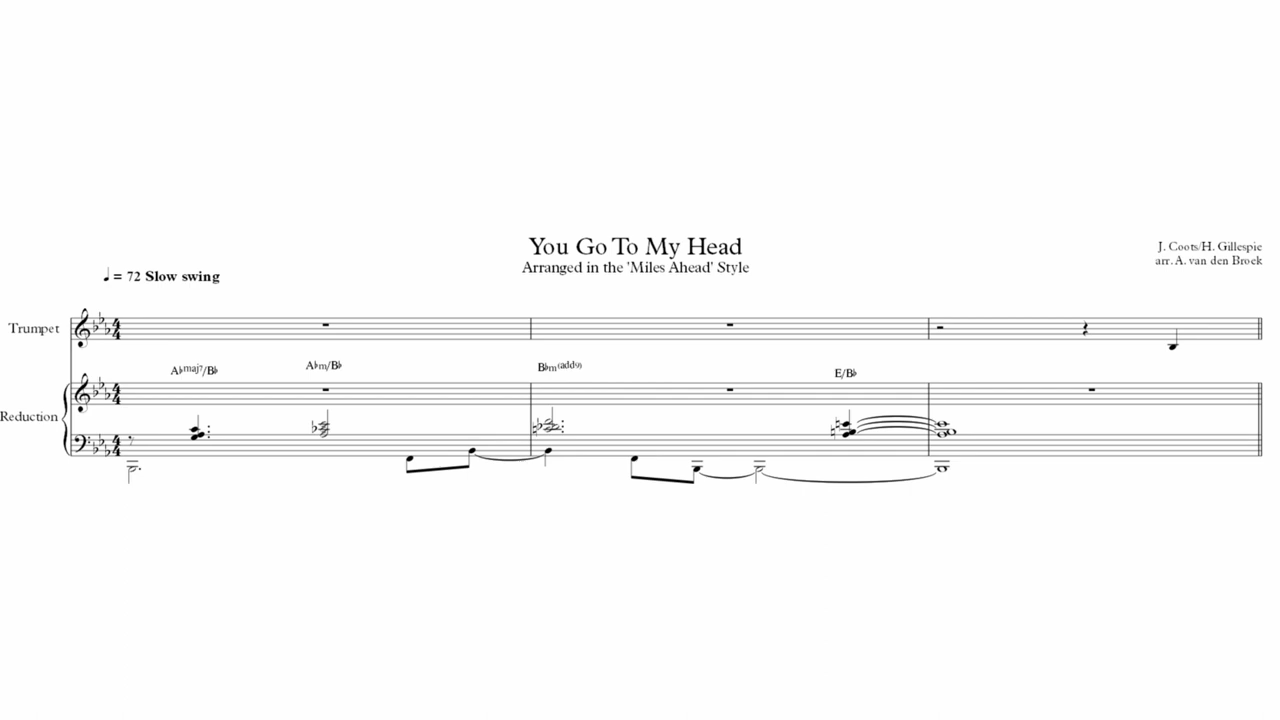 You Go To My Head
Arranged in the 'Miles Ahead' Style
J. Coots/H. Gillespie
arr. A. van den Broek
♩ = 72 Slow swing
Trumpet
A♭maj7/B♭ A♭m/B♭ B♭m(add9) E/B♭
Reduction